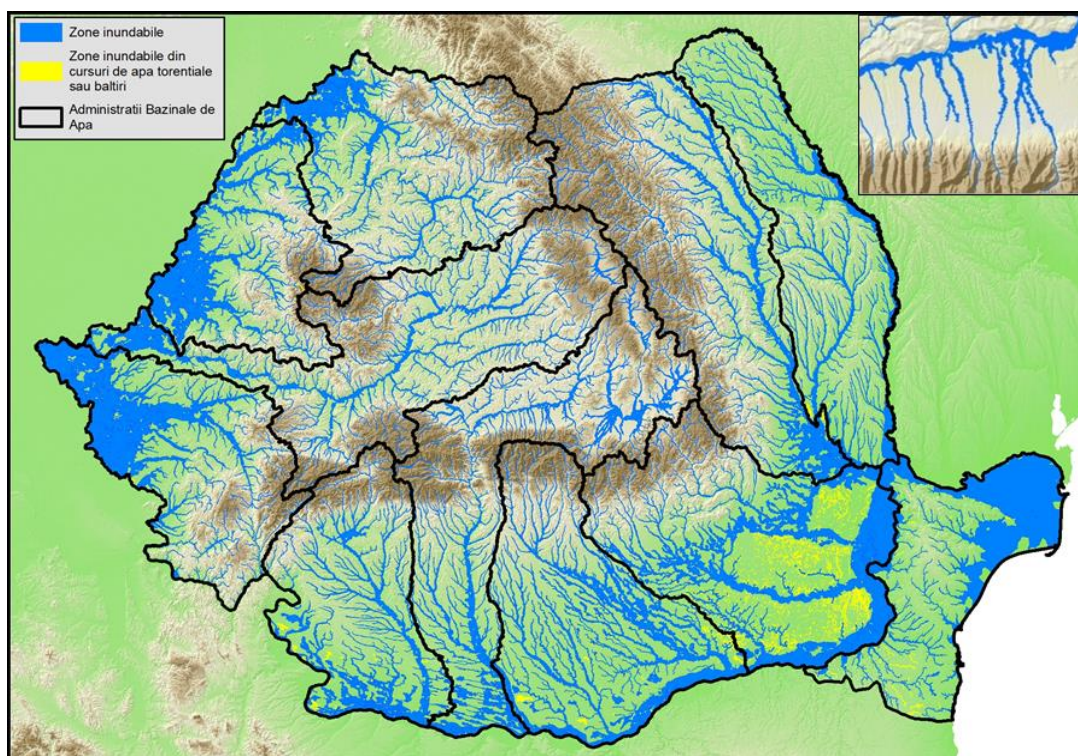 Zone inundabile
Zone inundabile din
cursuri de apa torentiale
sau baltiri
Administratii Bazinale de
Apa